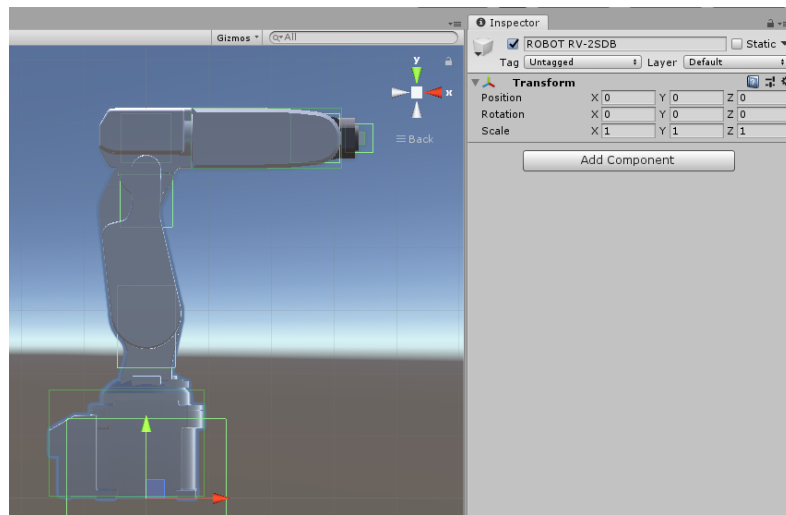 Inspector
Gizmos
All
ROBOT RV-2SDB
Static
Tag Untagged Layer Default
y
x
Back
Transform
Position X 0 Y 0 Z 0
Rotation X 0 Y 0 Z 0
Scale X 1 Y 1 Z 1
Add Component